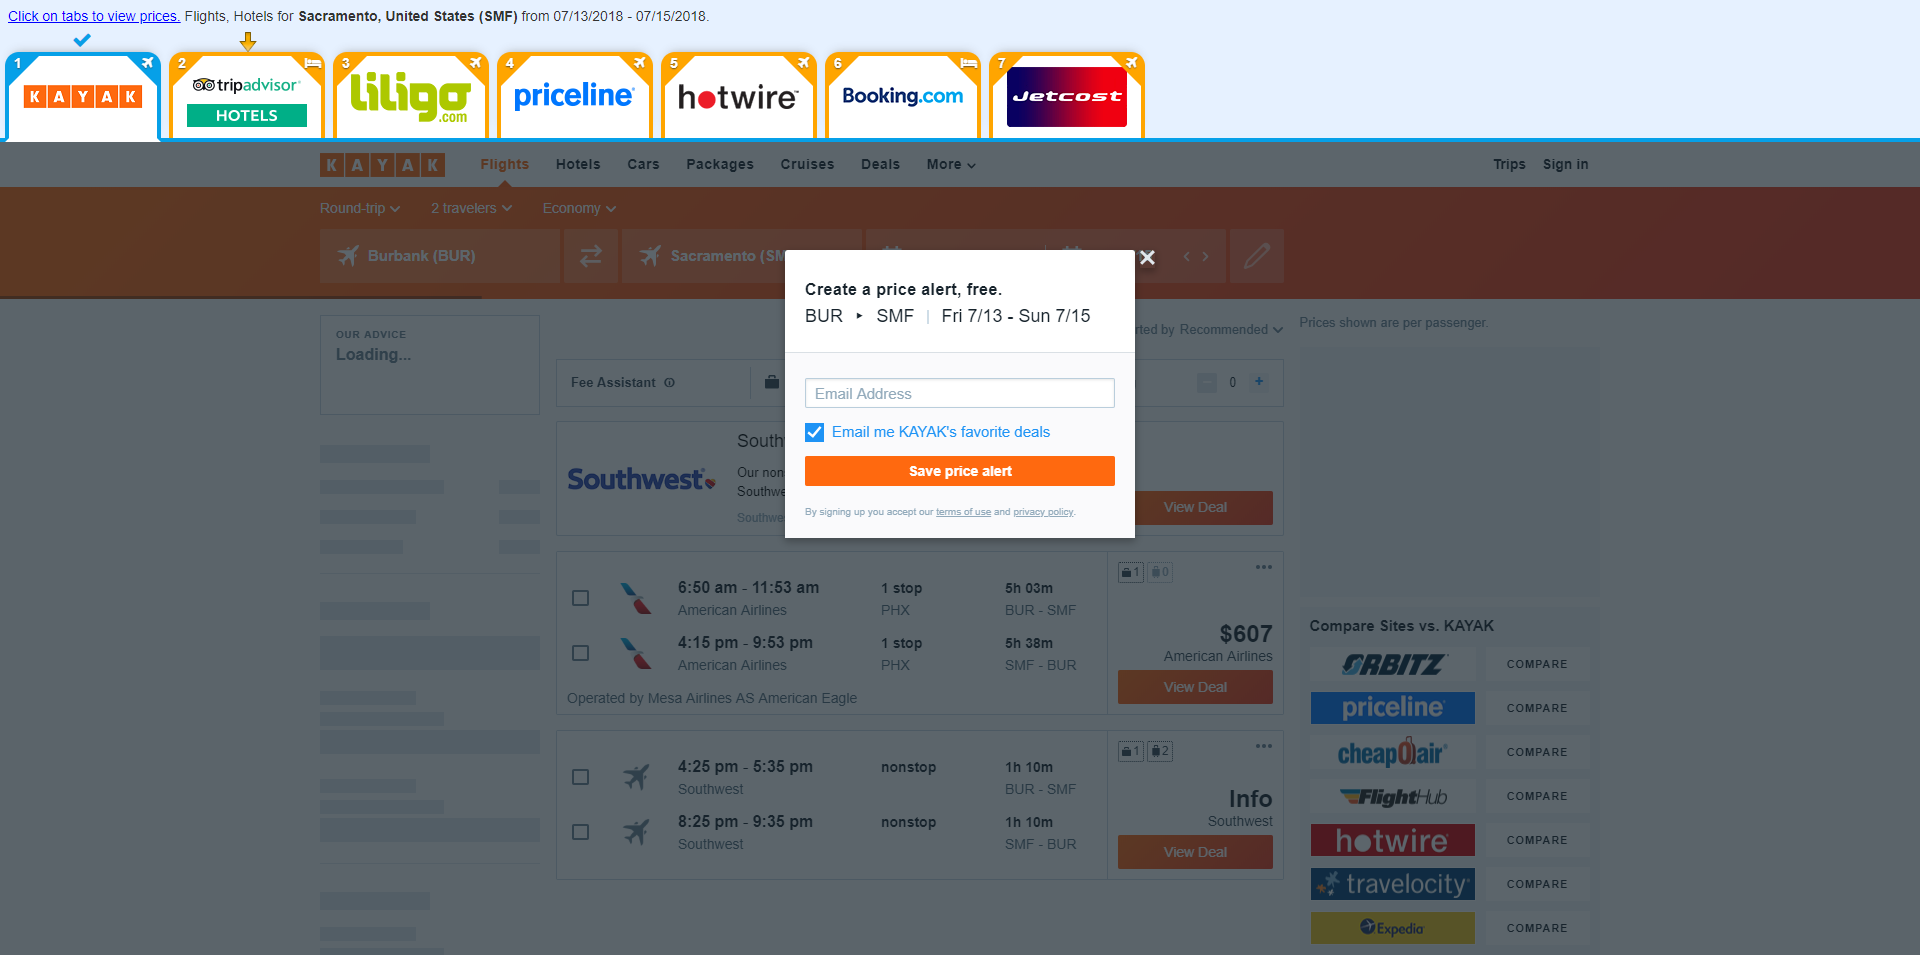 Click on tabs to view prices. Flights, Hotels for Sacramento, United States (SMF) from 07/13/2018 - 07/15/2018.
1 KAYAK
2 tripadvisor HOTELS
3 liligo.com
4 priceline
5 hotwire
6 Booking.com
7 Jetcost
KAYAK Flights Hotels Cars Packages Cruises Deals More Trips Sign in
Round-trip 2 travelers Economy
Burbank (BUR) Sacramento (SM
Create a price alert, free.
BUR ▸ SMF | Fri 7/13 - Sun 7/15
Email Address
Email me KAYAK's favorite deals
Save price alert
By signing up you accept our terms of use and privacy policy.
OUR ADVICE
Loading...
rted by Recommended
Prices shown are per passenger.
Fee Assistant 0 +
South
Southwest
Our non
Southwe
Southwe
View Deal
6:50 am - 11:53 am 1 stop 5h 03m
American Airlines PHX BUR - SMF
4:15 pm - 9:53 pm 1 stop 5h 38m
American Airlines PHX SMF - BUR
Operated by Mesa Airlines AS American Eagle
1 0
$607
American Airlines
View Deal
4:25 pm - 5:35 pm nonstop 1h 10m
Southwest BUR - SMF
8:25 pm - 9:35 pm nonstop 1h 10m
Southwest SMF - BUR
1 2
Info
Southwest
View Deal
Compare Sites vs. KAYAK
ORBITZ COMPARE
priceline COMPARE
cheapOair COMPARE
FlightHub COMPARE
hotwire COMPARE
travelocity COMPARE
Expedia COMPARE